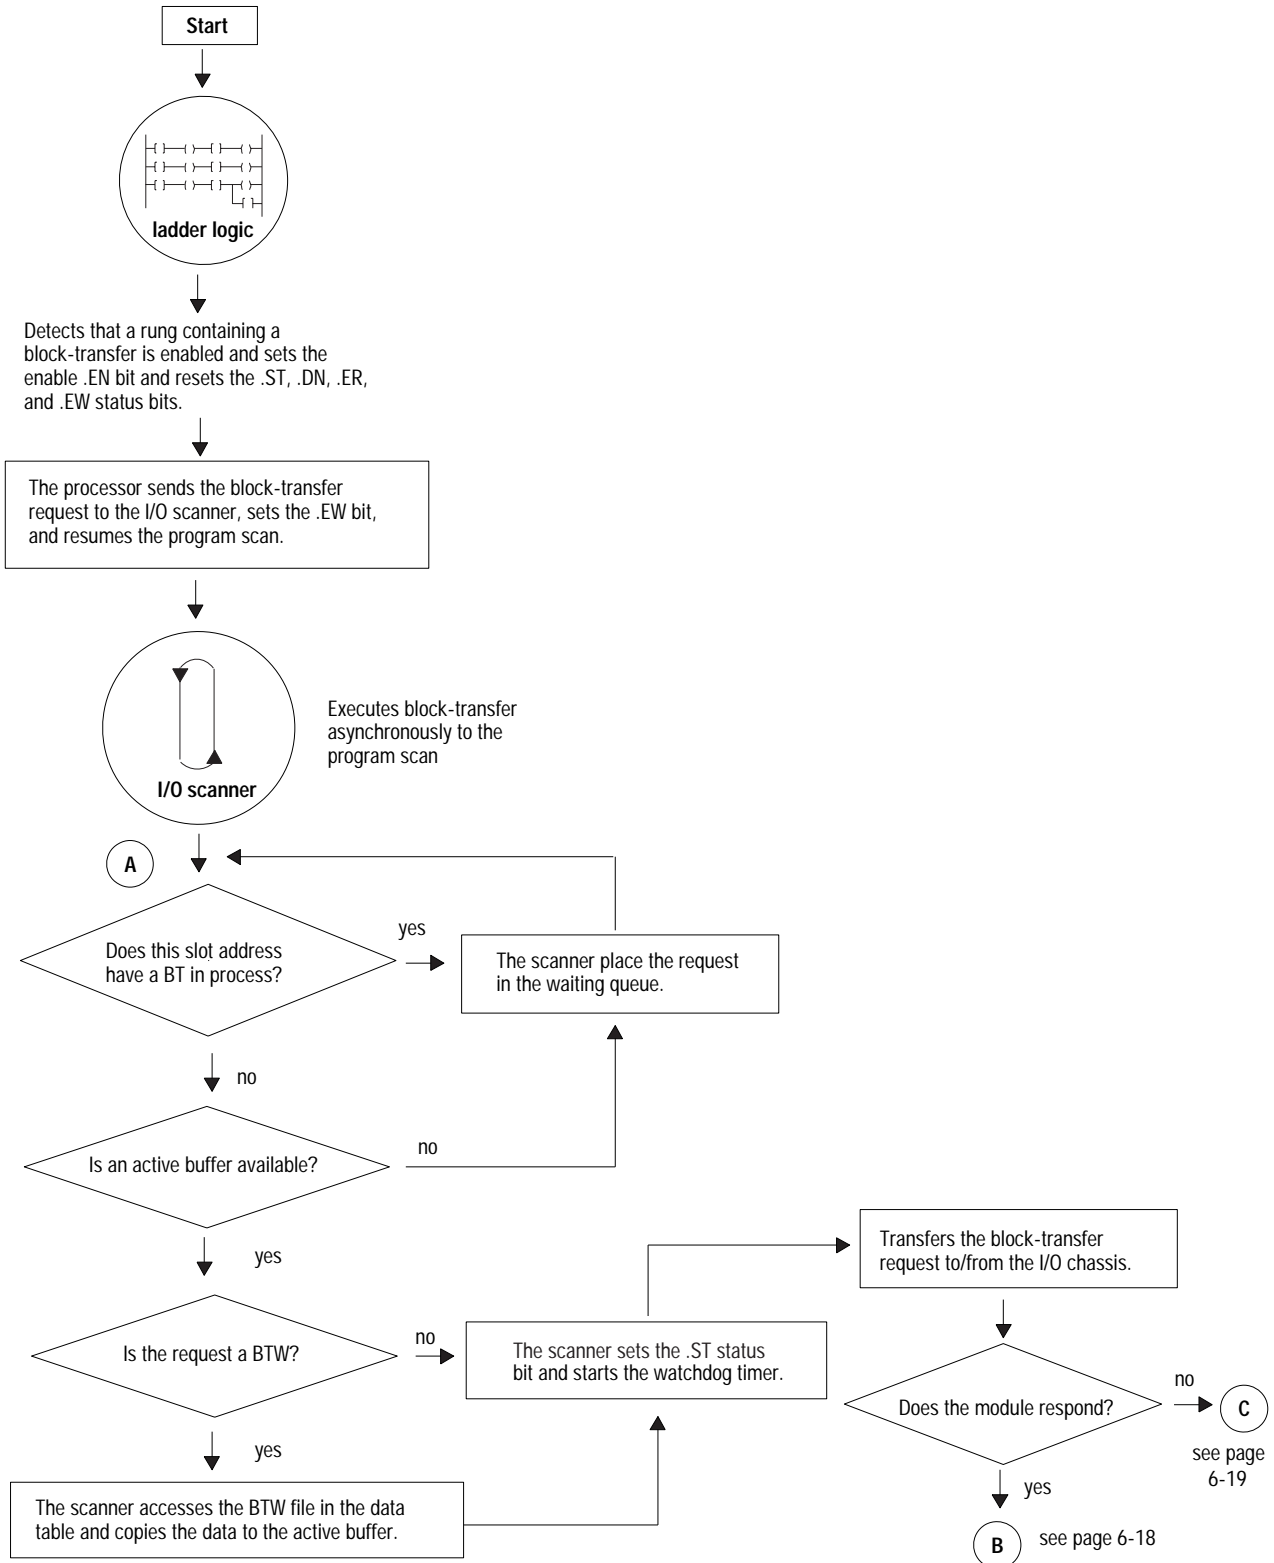 Start
ladder logic
Detects that a rung containing a
block-transfer is enabled and sets the
enable .EN bit and resets the .ST, .DN, .ER,
and .EW status bits.
The processor sends the block-transfer
request to the I/O scanner, sets the .EW bit,
and resumes the program scan.
Executes block-transfer
asynchronously to the
program scan
I/O scanner
A
Does this slot address
have a BT in process?
yes
The scanner place the request
in the waiting queue.
no
Is an active buffer available?
no
yes
Is the request a BTW?
no
The scanner sets the .ST status
bit and starts the watchdog timer.
yes
The scanner accesses the BTW file in the data
table and copies the data to the active buffer.
Transfers the block-transfer
request to/from the I/O chassis.
Does the module respond?
no
C
see page
6-19
yes
B
see page 6-18